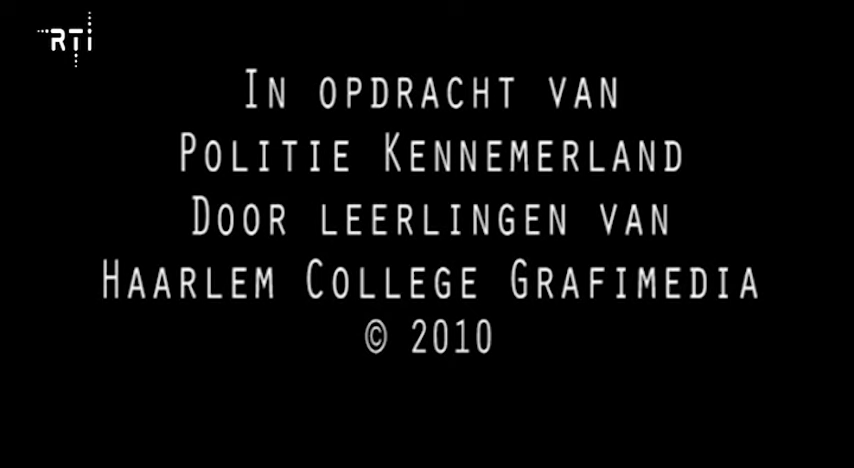 RTi
In opdracht van
Politie Kennemerland
Door leerlingen van
Haarlem College Grafimedia
© 2010